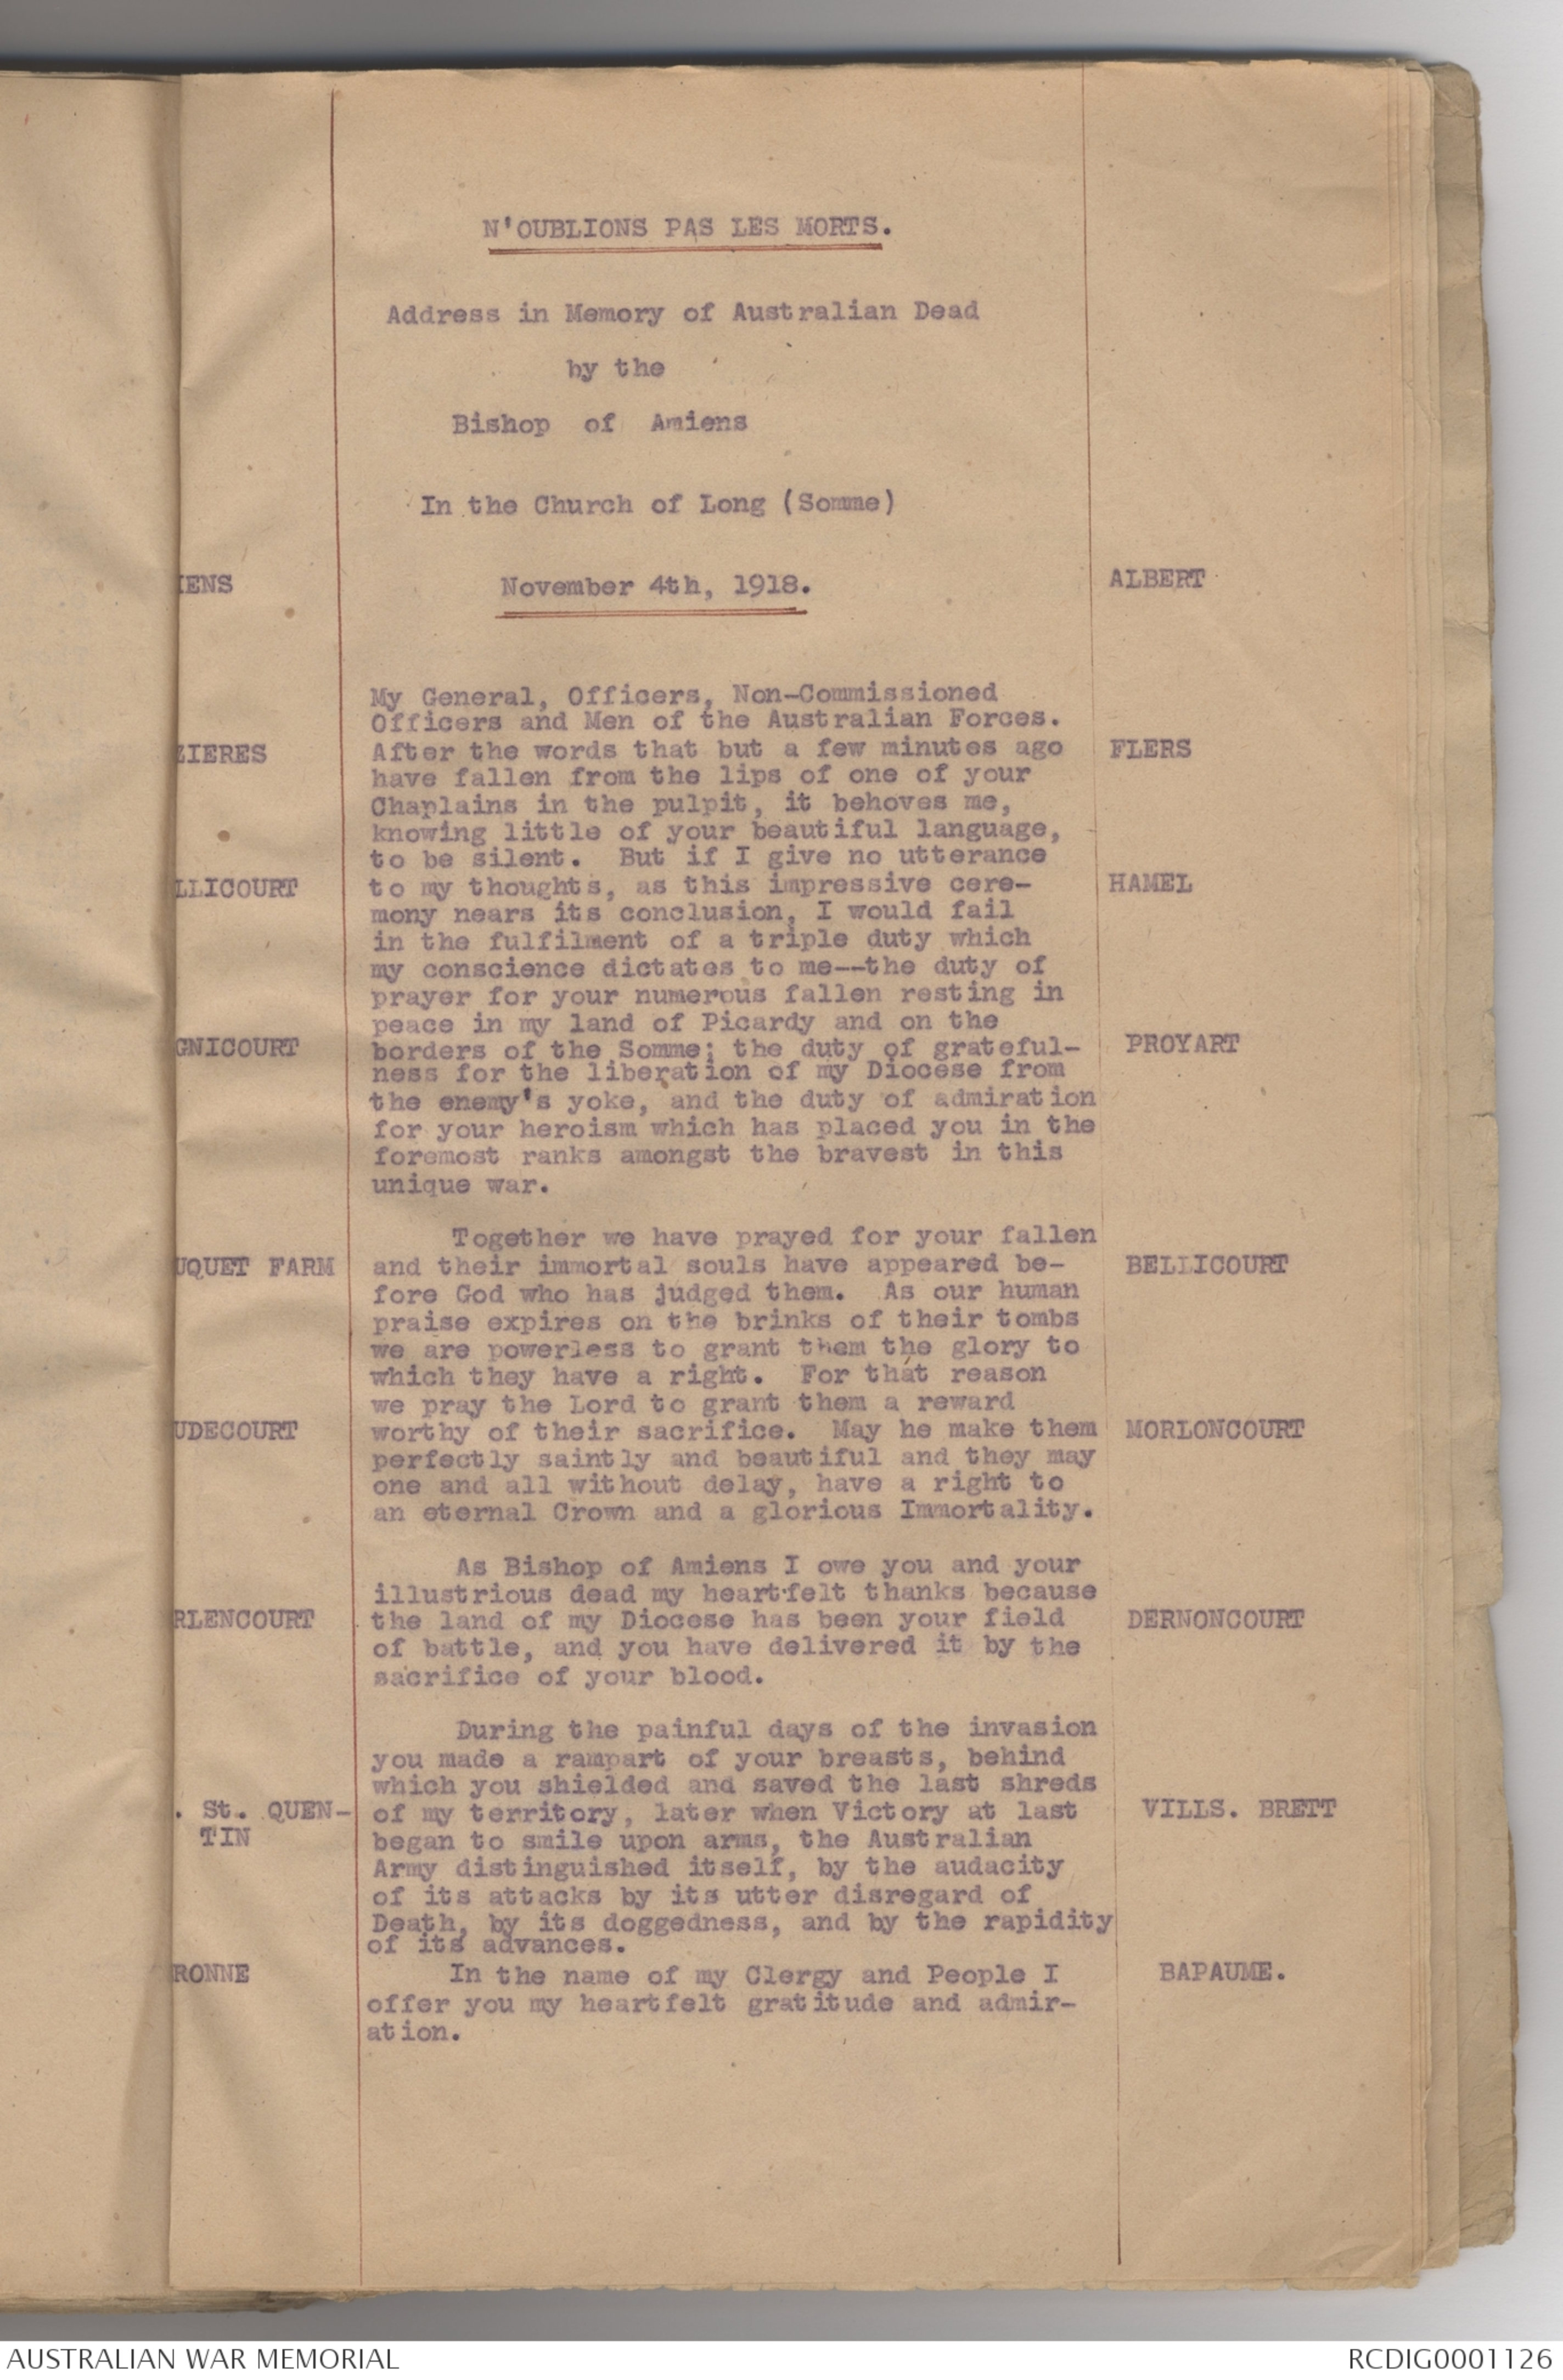 N'OUBLIONS PAS LES MORTS.
Address in Memory of Australian Dead
by the
Bishop of Amiens
In the Church of Long (Somme)
IENS
November 4th, 1918.
ALBERT
My General, Officers, Non-Commissioned
Officers and Men of the Australian Forces.
ZIERES
After the words that but a few minutes ago
FLERS
have fallen from the lips of one of your
Chaplains in the pulpit, it behoves me,
knowing little of your beautiful language,
to be silent. But if I give no utterance
LLICOURT
to my thoughts, as this impressive cere-
HAMEL
mony nears its conclusion, I would fail
in the fulfilment of a triple duty which
my conscience dictates to me--the duty of
prayer for your numerous fallen resting in
peace in my land of Picardy and on the
GNICOURT
borders of the Somme; the duty of grateful-
PROYART
ness for the liberation of my Diocese from
the enemy's yoke, and the duty of admiration
for your heroism which has placed you in the
foremost ranks amongst the bravest in this
unique war.
Together we have prayed for your fallen
UQUET FARM
and their immortal souls have appeared be-
BELLICOURT
fore God who has judged them. As our human
praise expires on the brinks of their tombs
we are powerless to grant them the glory to
which they have a right. For that reason
we pray the Lord to grant them a reward
UDECOURT
worthy of their sacrifice. May he make them
MORLONCOURT
perfectly saintly and beautiful and they may
one and all without delay, have a right to
an eternal Crown and a glorious Immortality.
As Bishop of Amiens I owe you and your
illustrious dead my heartfelt thanks because
RLENCOURT
the land of my Diocese has been your field
DERNONCOURT
of battle, and you have delivered it by the
sacrifice of your blood.
During the painful days of the invasion
you made a rampart of your breasts, behind
which you shielded and saved the last shreds
. St. QUEN-
TIN
of my territory, later when Victory at last
VILLS. BRETT
began to smile upon arms, the Australian
Army distinguished itself, by the audacity
of its attacks by its utter disregard of
Death, by its doggedness, and by the rapidity
of its advances.
RONNE
In the name of my Clergy and People I
BAPAUME.
offer you my heartfelt gratitude and admir-
ation.
AUSTRALIAN WAR MEMORIAL
RCDIG0001126